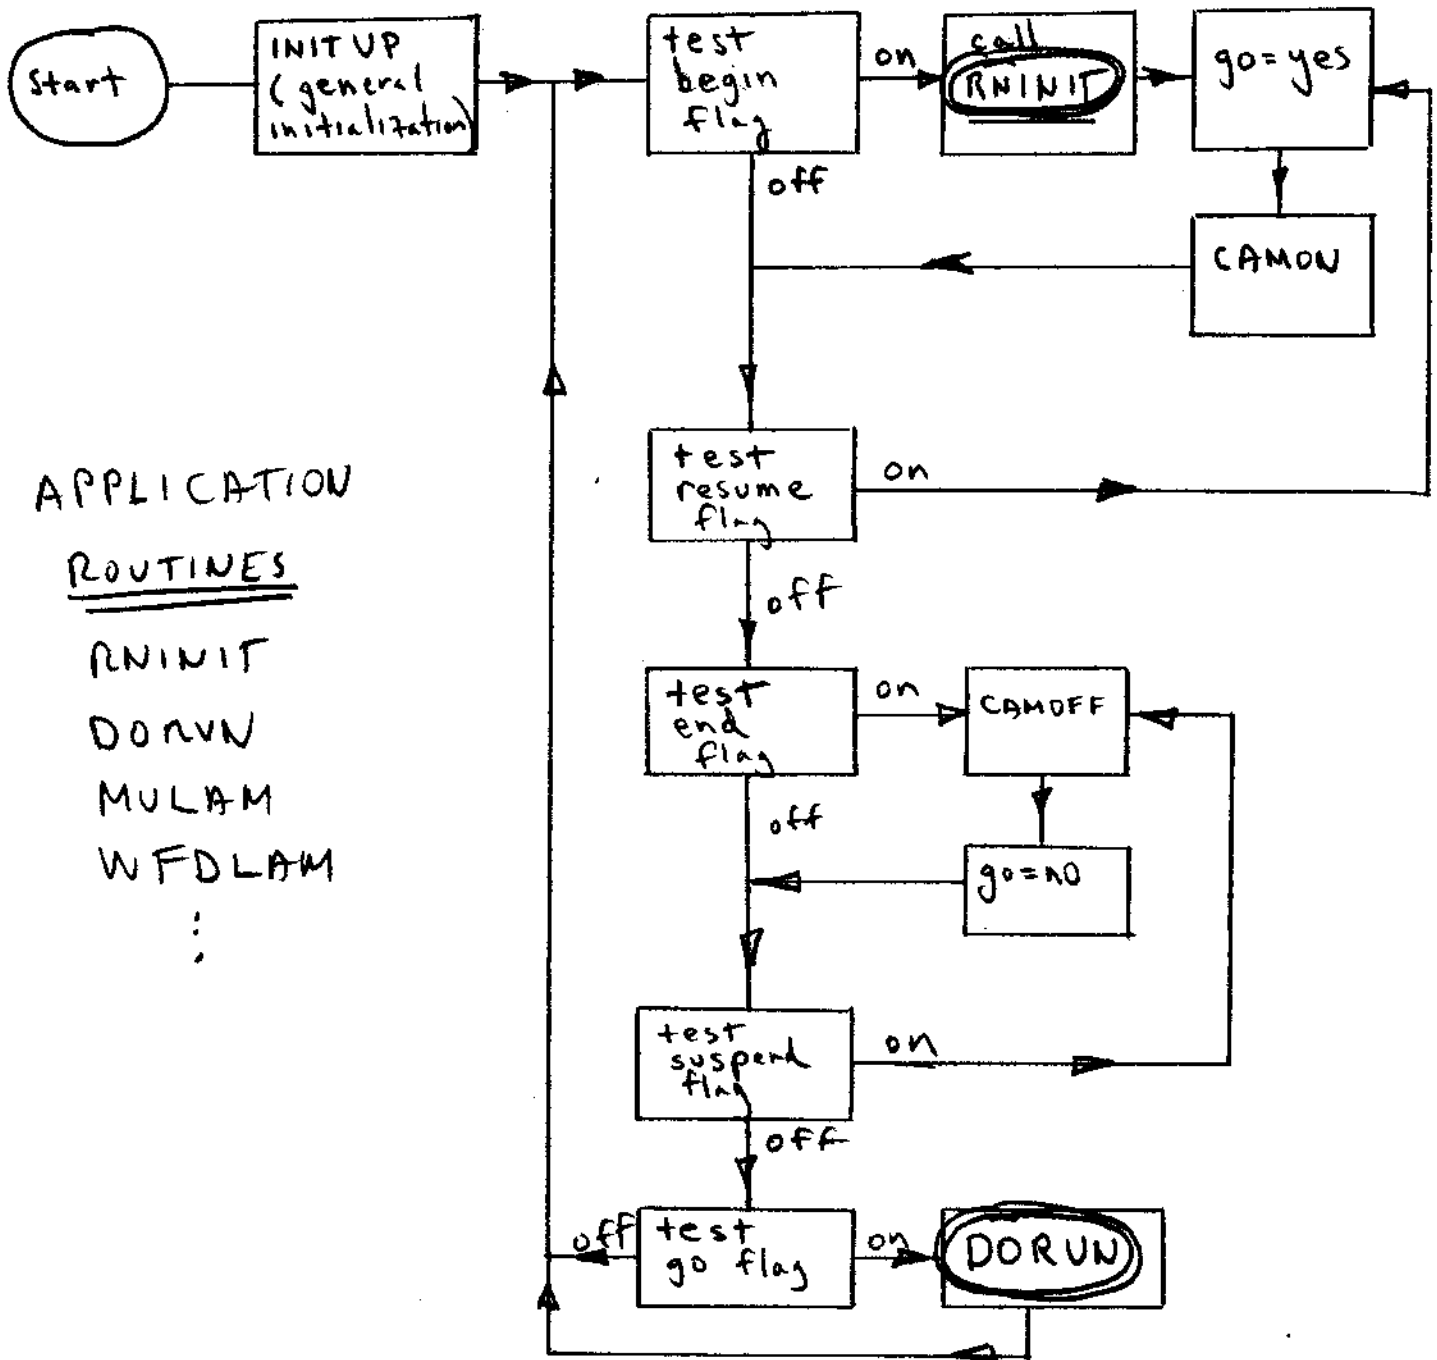 Start
INIT UP
(general
initialization)
test
begin
flag
on
call
RNINIT
go=yes
off
CAMON
test
resume
flag
on
off
APPLICATION
ROUTINES
RNINIT
DORUN
MULAM
WFDLAM
⋮
test
end
flag
on
CAMOFF
off
go=no
test
suspend
flag
on
off
off
test
go flag
on
DORUN